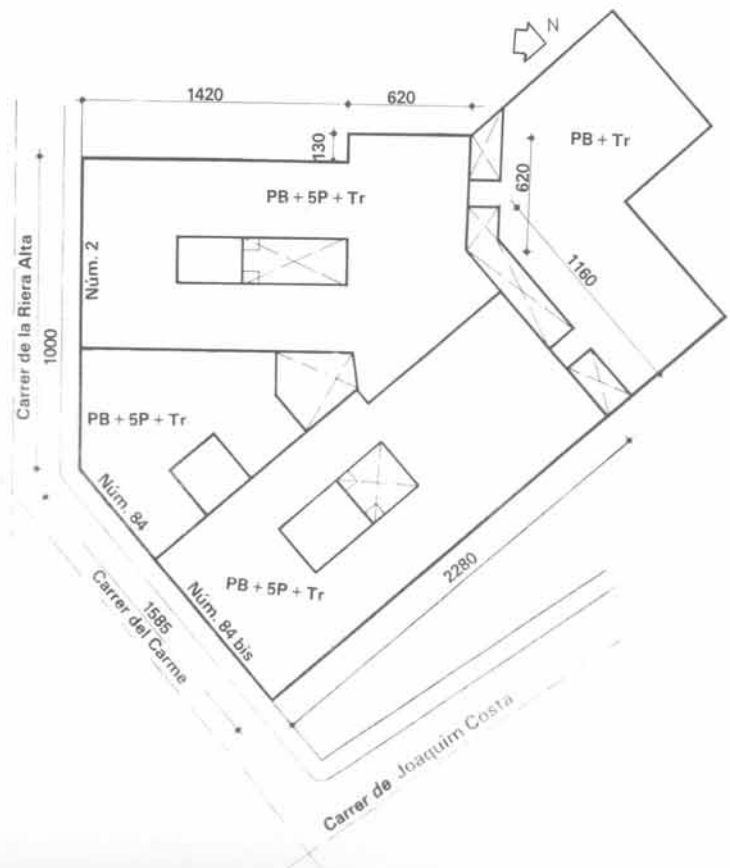 N
1420
620
130
PB + Tr
620
PB + 5P + Tr
1160
Núm. 2
Carrer de la Riera Alta
1000
PB + 5P + Tr
Núm. 84
PB + 5P + Tr
2280
Núm. 84 bis
1585
Carrer del Carme
Carrer de Joaquim Costa